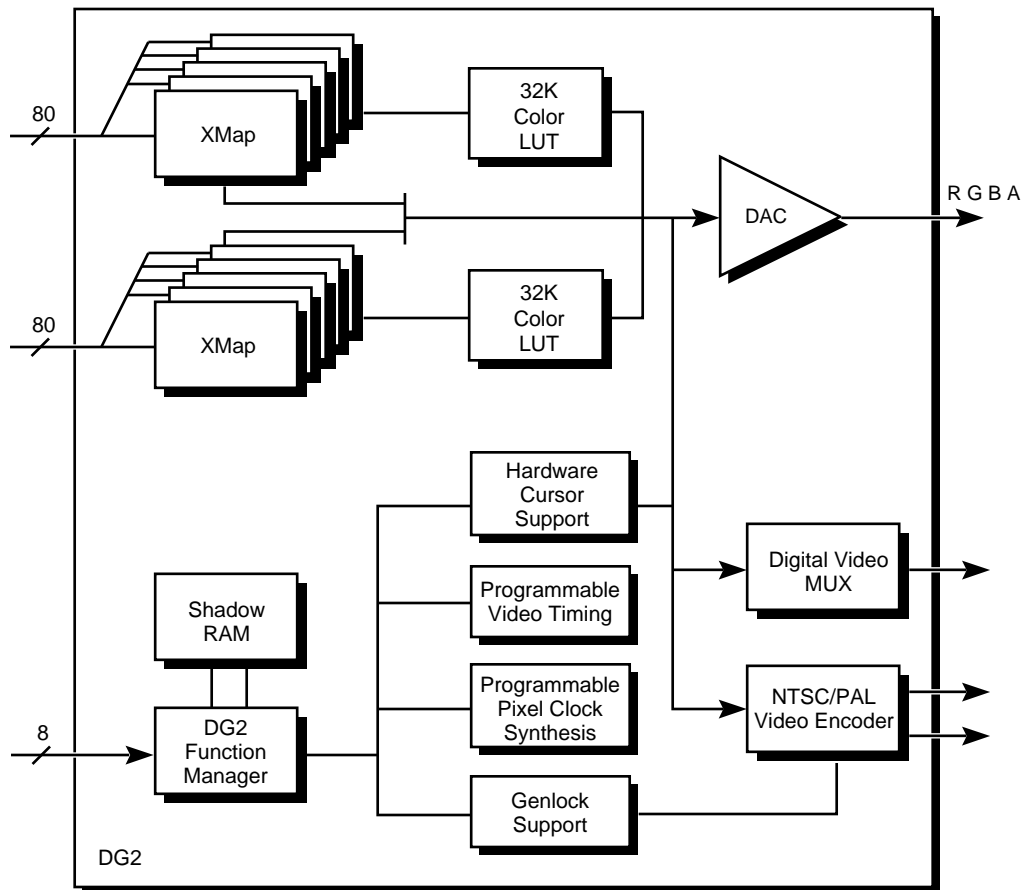 80
XMap
32K
Color
LUT
DAC
R G B A
80
XMap
32K
Color
LUT
Hardware
Cursor
Support
Digital Video
MUX
Shadow
RAM
Programmable
Video Timing
8
DG2
Function
Manager
Programmable
Pixel Clock
Synthesis
NTSC/PAL
Video Encoder
Genlock
Support
DG2